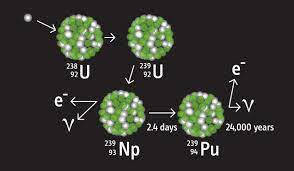 238
92 U
239
92 U
e-
ν
239
93 Np
2.4 days
239
94 Pu
e-
ν
24,000 years